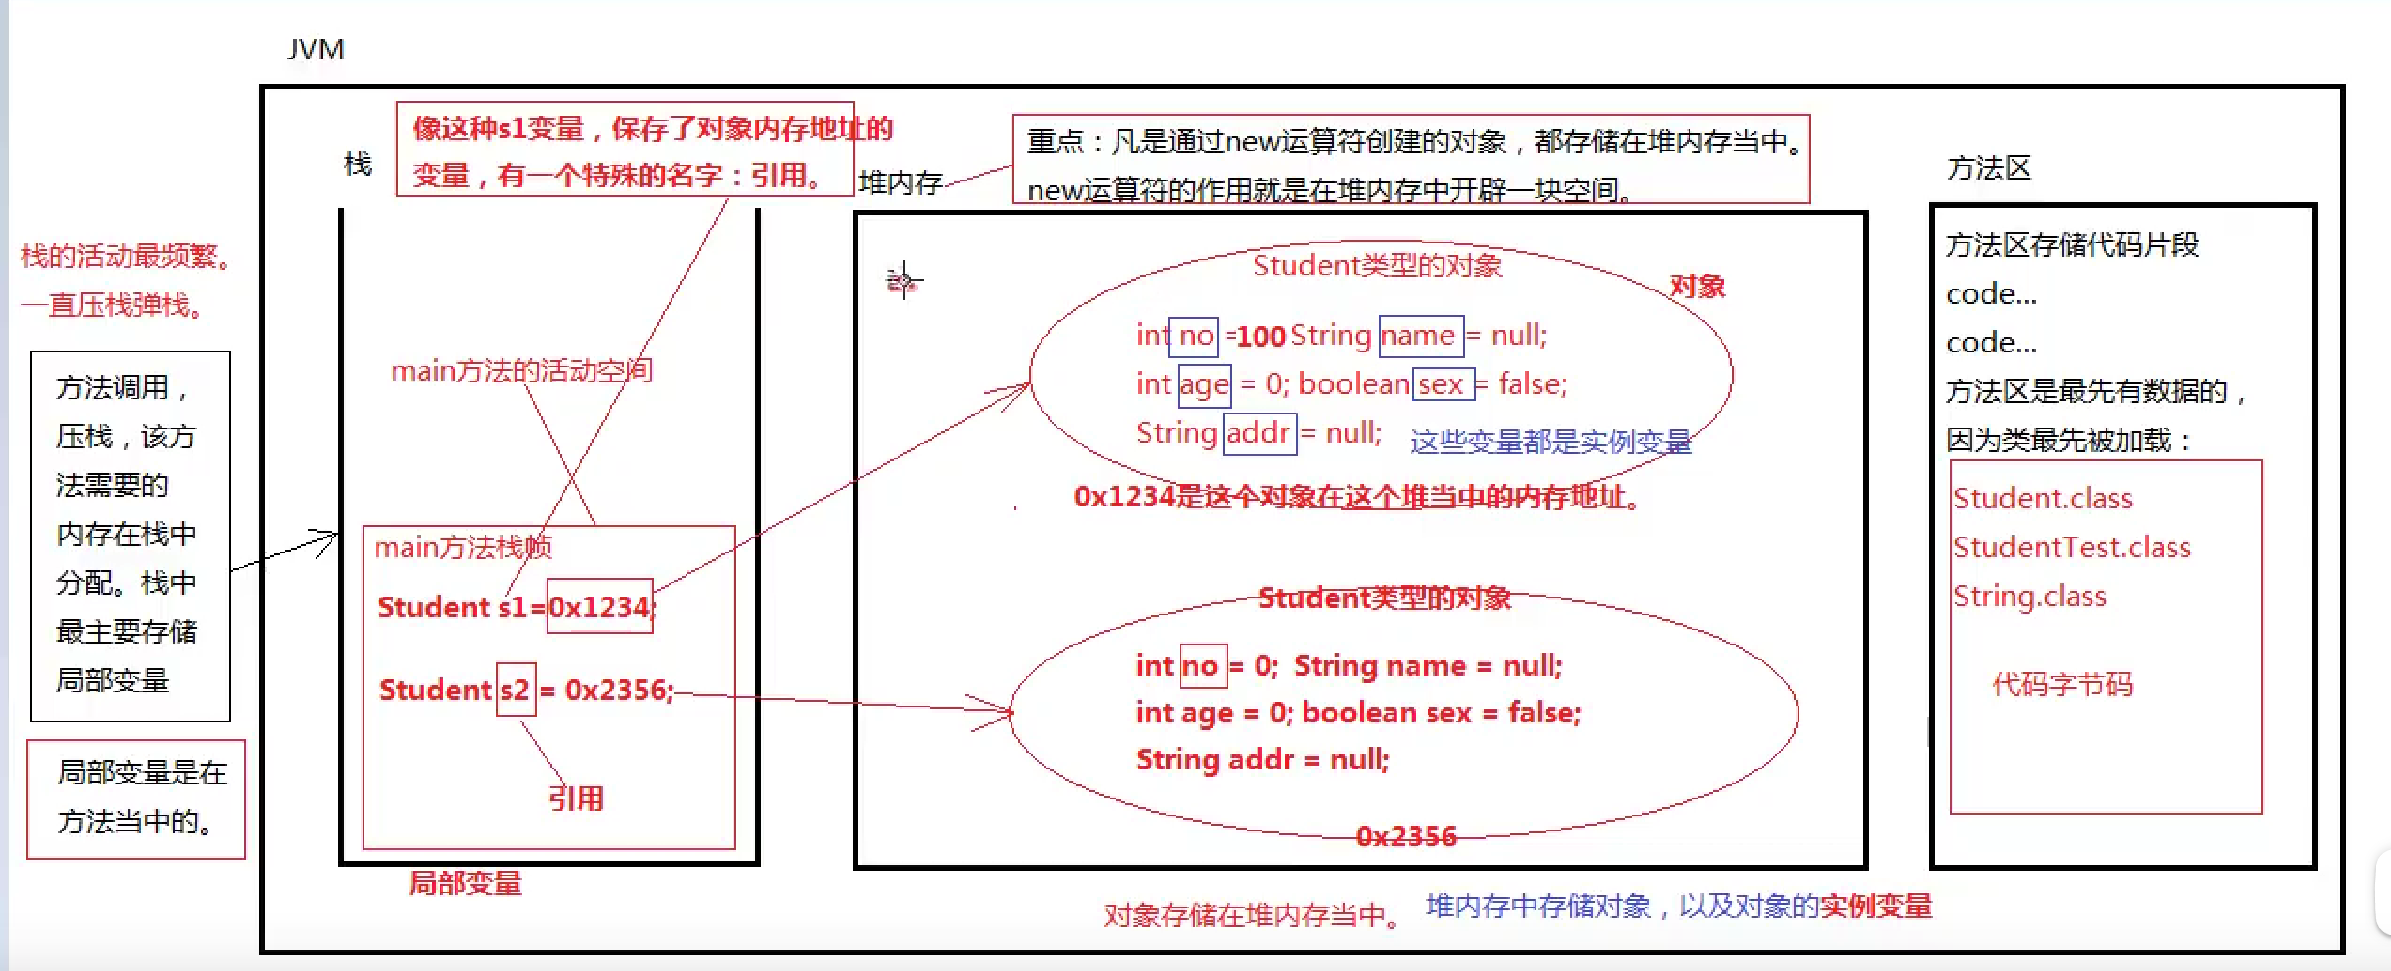 JVM
栈
像这种s1变量，保存了对象内存地址的
变量，有一个特殊的名字：引用。
堆内存
重点：凡是通过new运算符创建的对象，都存储在堆内存当中。
new运算符的作用就是在堆内存中开辟一块空间。
方法区
栈的活动最频繁。
一直压栈弹栈。
方法调用，
压栈，该方
法需要的
内存在栈中
分配。栈中
最主要存储
局部变量
局部变量是在
方法当中的。
main方法的活动空间
main方法栈帧
Student s1=0x1234;
Student s2 = 0x2356;
引用
局部变量
Student类型的对象
对象
int no =100 String name = null;
int age = 0; boolean sex = false;
String addr = null;
这些变量都是实例变量
0x1234是这个对象在这个堆当中的内存地址。
Student类型的对象
int no = 0; String name = null;
int age = 0; boolean sex = false;
String addr = null;
0x2356
对象存储在堆内存当中。
堆内存中存储对象，以及对象的实例变量
方法区存储代码片段
code...
code...
方法区是最先有数据的，
因为类最先被加载：
Student.class
StudentTest.class
String.class
代码字节码